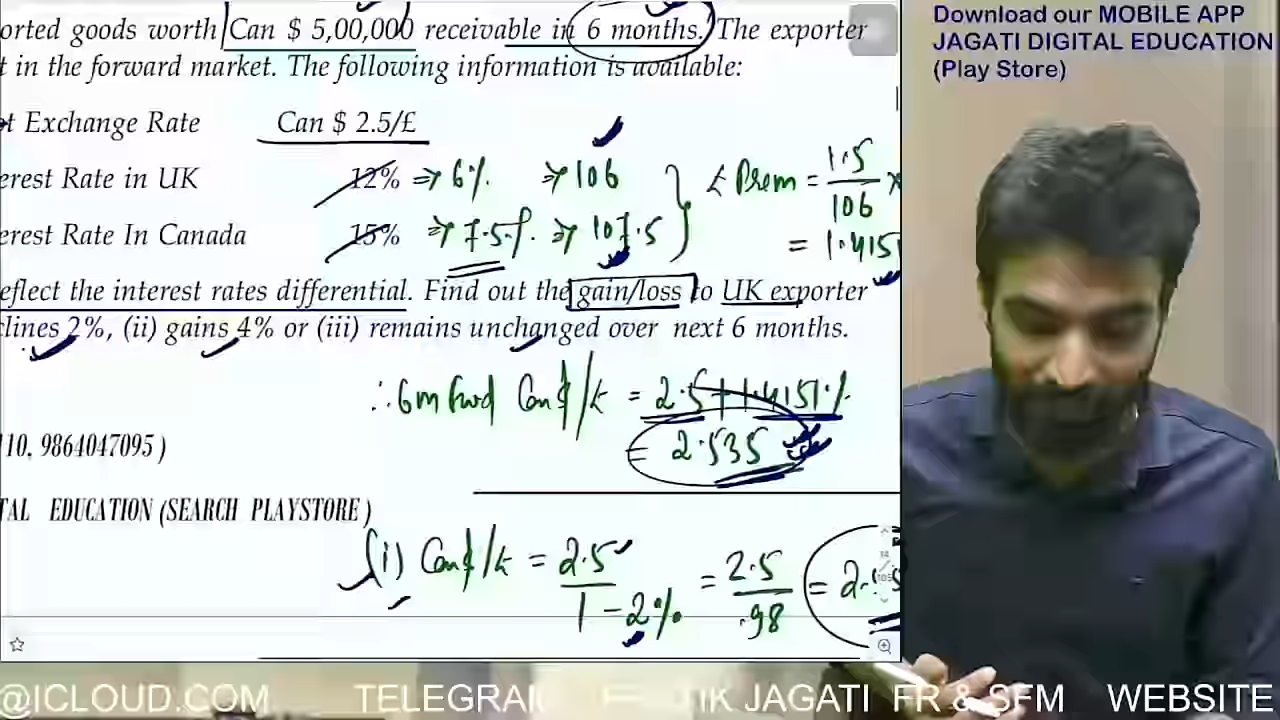 orted goods worth Can $ 5,00,000 receivable in 6 months. The exporter
t in the forward market. The following information is available:
t Exchange Rate Can $ 2.5/£
erest Rate in UK 12% ⇒ 6% ⇒ 106
erest Rate In Canada 15% ⇒ 7.5% ⇒ 107.5
£ Prem = 1.5/106 ×
= 1.4151
eflect the interest rates differential. Find out the gain/loss to UK exporter
clines 2%, (ii) gains 4% or (iii) remains unchanged over next 6 months.
∴ 6m fwd Can$/£ = 2.5 + 1.4151%
= 2.535
110, 9864047095 )
TAL EDUCATION (SEARCH PLAYSTORE )
(i) Can$/£ = 2.5/1 - 2% = 2.5/.98 =
Download our MOBILE APP
JAGATI DIGITAL EDUCATION
(Play Store)
@ICLOUD.COM TELEGRA JAGATI FR & SFM WEBSITE